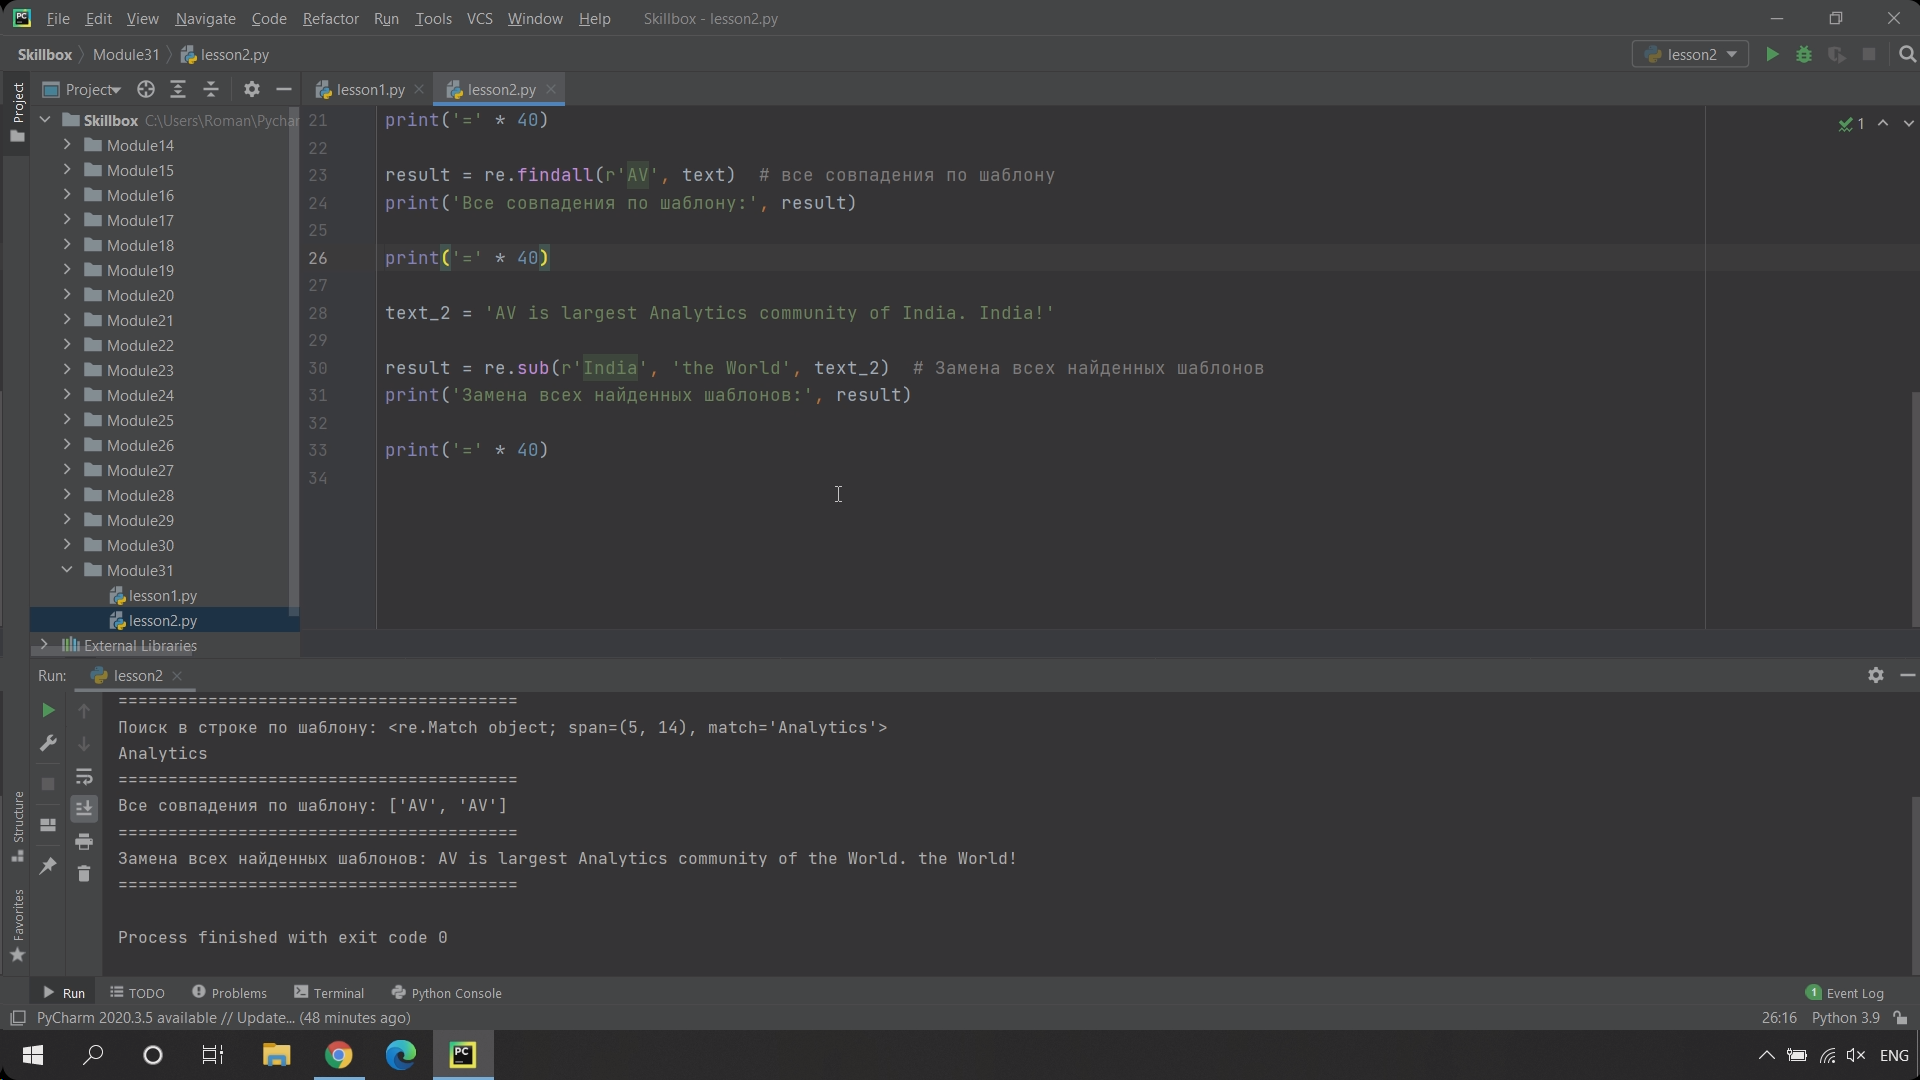 File Edit View Navigate Code Refactor Run Tools VCS Window Help Skillbox - lesson2.py
Skillbox Module31 lesson2.py lesson2
Project Project lesson1.py lesson2.py
Skillbox C:\Users\Roman\Pychar
Module14
Module15
Module16
Module17
Module18
Module19
Module20
Module21
Module22
Module23
Module24
Module25
Module26
Module27
Module28
Module29
Module30
Module31
lesson1.py
lesson2.py
External Libraries
21 print('=' * 40)
1
22
23 result = re.findall(r'AV', text)  # все совпадения по шаблону
24 print('Все совпадения по шаблону:', result)
25
26 print('=' * 40)
27
28 text_2 = 'AV is largest Analytics community of India. India!'
29
30 result = re.sub(r'India', 'the World', text_2)  # Замена всех найденных шаблонов
31 print('Замена всех найденных шаблонов:', result)
32
33 print('=' * 40)
34
Run: lesson2
========================================
Поиск в строке по шаблону: <re.Match object; span=(5, 14), match='Analytics'>
Analytics
========================================
Все совпадения по шаблону: ['AV', 'AV']
========================================
Замена всех найденных шаблонов: AV is largest Analytics community of the World. the World!
========================================
Process finished with exit code 0
Structure
Favorites
Run TODO Problems Terminal Python Console 1 Event Log
PyCharm 2020.3.5 available // Update... (48 minutes ago) 26:16 Python 3.9
PC ENG